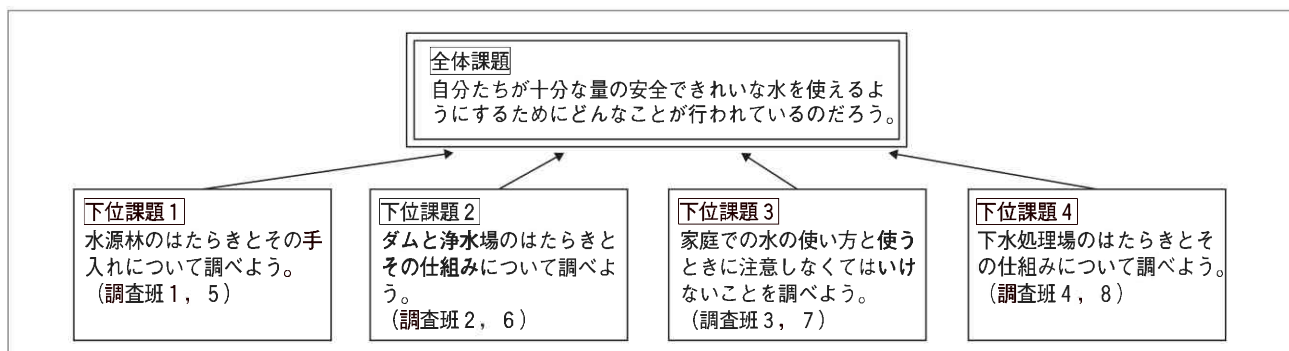 全体課題
自分たちが十分な量の安全できれいな水を使えるよ
うにするためにどんなことが行われているのだろう。
下位課題1
水源林のはたらきとその手
入れについて調べよう。
（調査班1，5）
下位課題2
ダムと浄水場のはたらきと
その仕組みについて調べよ
う。
（調査班2，6）
下位課題3
家庭での水の使い方と使う
ときに注意しなくてはいけ
ないことを調べよう。
（調査班3，7）
下位課題4
下水処理場のはたらきとそ
の仕組みについて調べよう。
（調査班4，8）